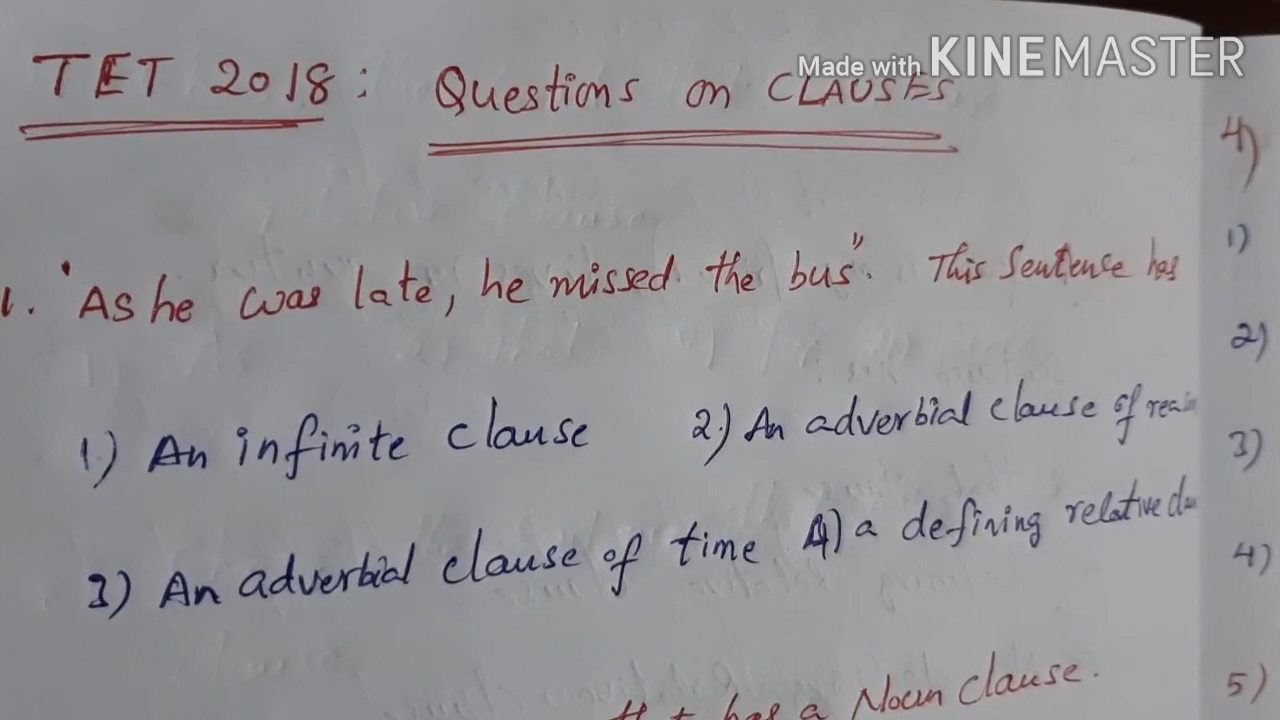 Made with KINEMASTER
TET 2018: Questions on CLAUSES
1. "As he was late, he missed the bus". This Sentense has
1) An infinite clause 2) An adverbial clause of
3) An adverbial clause of time 4) a defining relative
has a Noun clause.
4)
1)
2)
3)
4)
5)